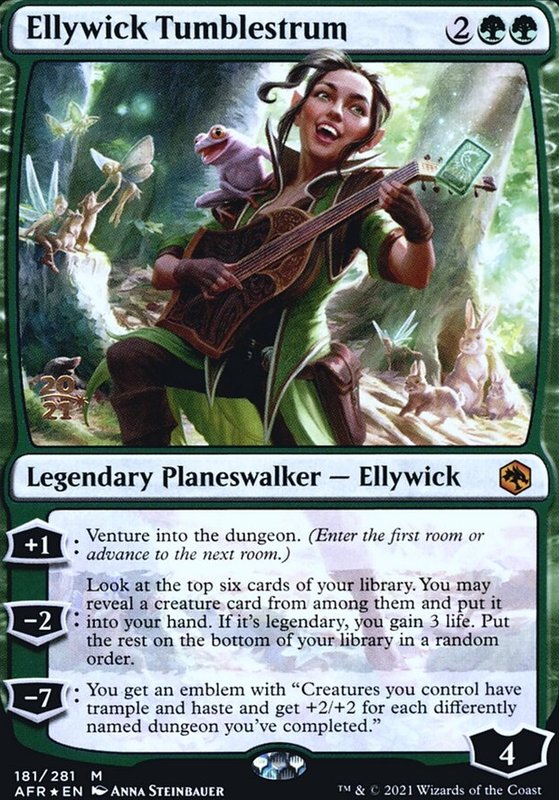 Ellywick Tumblestrum 2
20
21
Legendary Planeswalker — Ellywick
+1: Venture into the dungeon. (Enter the first room or
advance to the next room.)
Look at the top six cards of your library. You may
reveal a creature card from among them and put it
−2: into your hand. If it's legendary, you gain 3 life. Put
the rest on the bottom of your library in a random
order.
−7: You get an emblem with “Creatures you control have
trample and haste and get +2/+2 for each differently
named dungeon you've completed.”
4
181/281 M
AFR★EN Anna Steinbauer
™ & © 2021 Wizards of the Coast